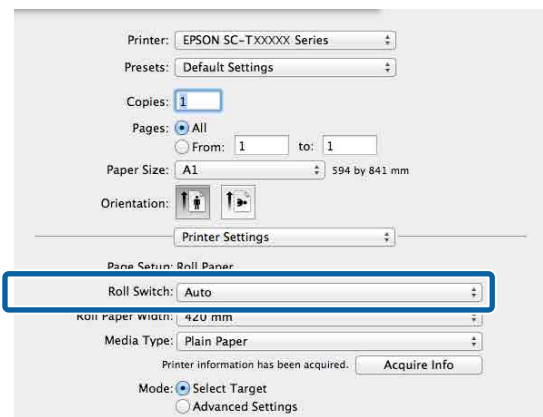 Printer: EPSON SC-TXXXXX Series
Presets: Default Settings
Copies: 1
Pages: All
From: 1 to: 1
Paper Size: A1 594 by 841 mm
Orientation:
Printer Settings
Page Setup: Roll Paper
Roll Switch: Auto
Roll Paper Width: 420 mm
Media Type: Plain Paper
Printer information has been acquired. Acquire Info
Mode: Select Target
Advanced Settings